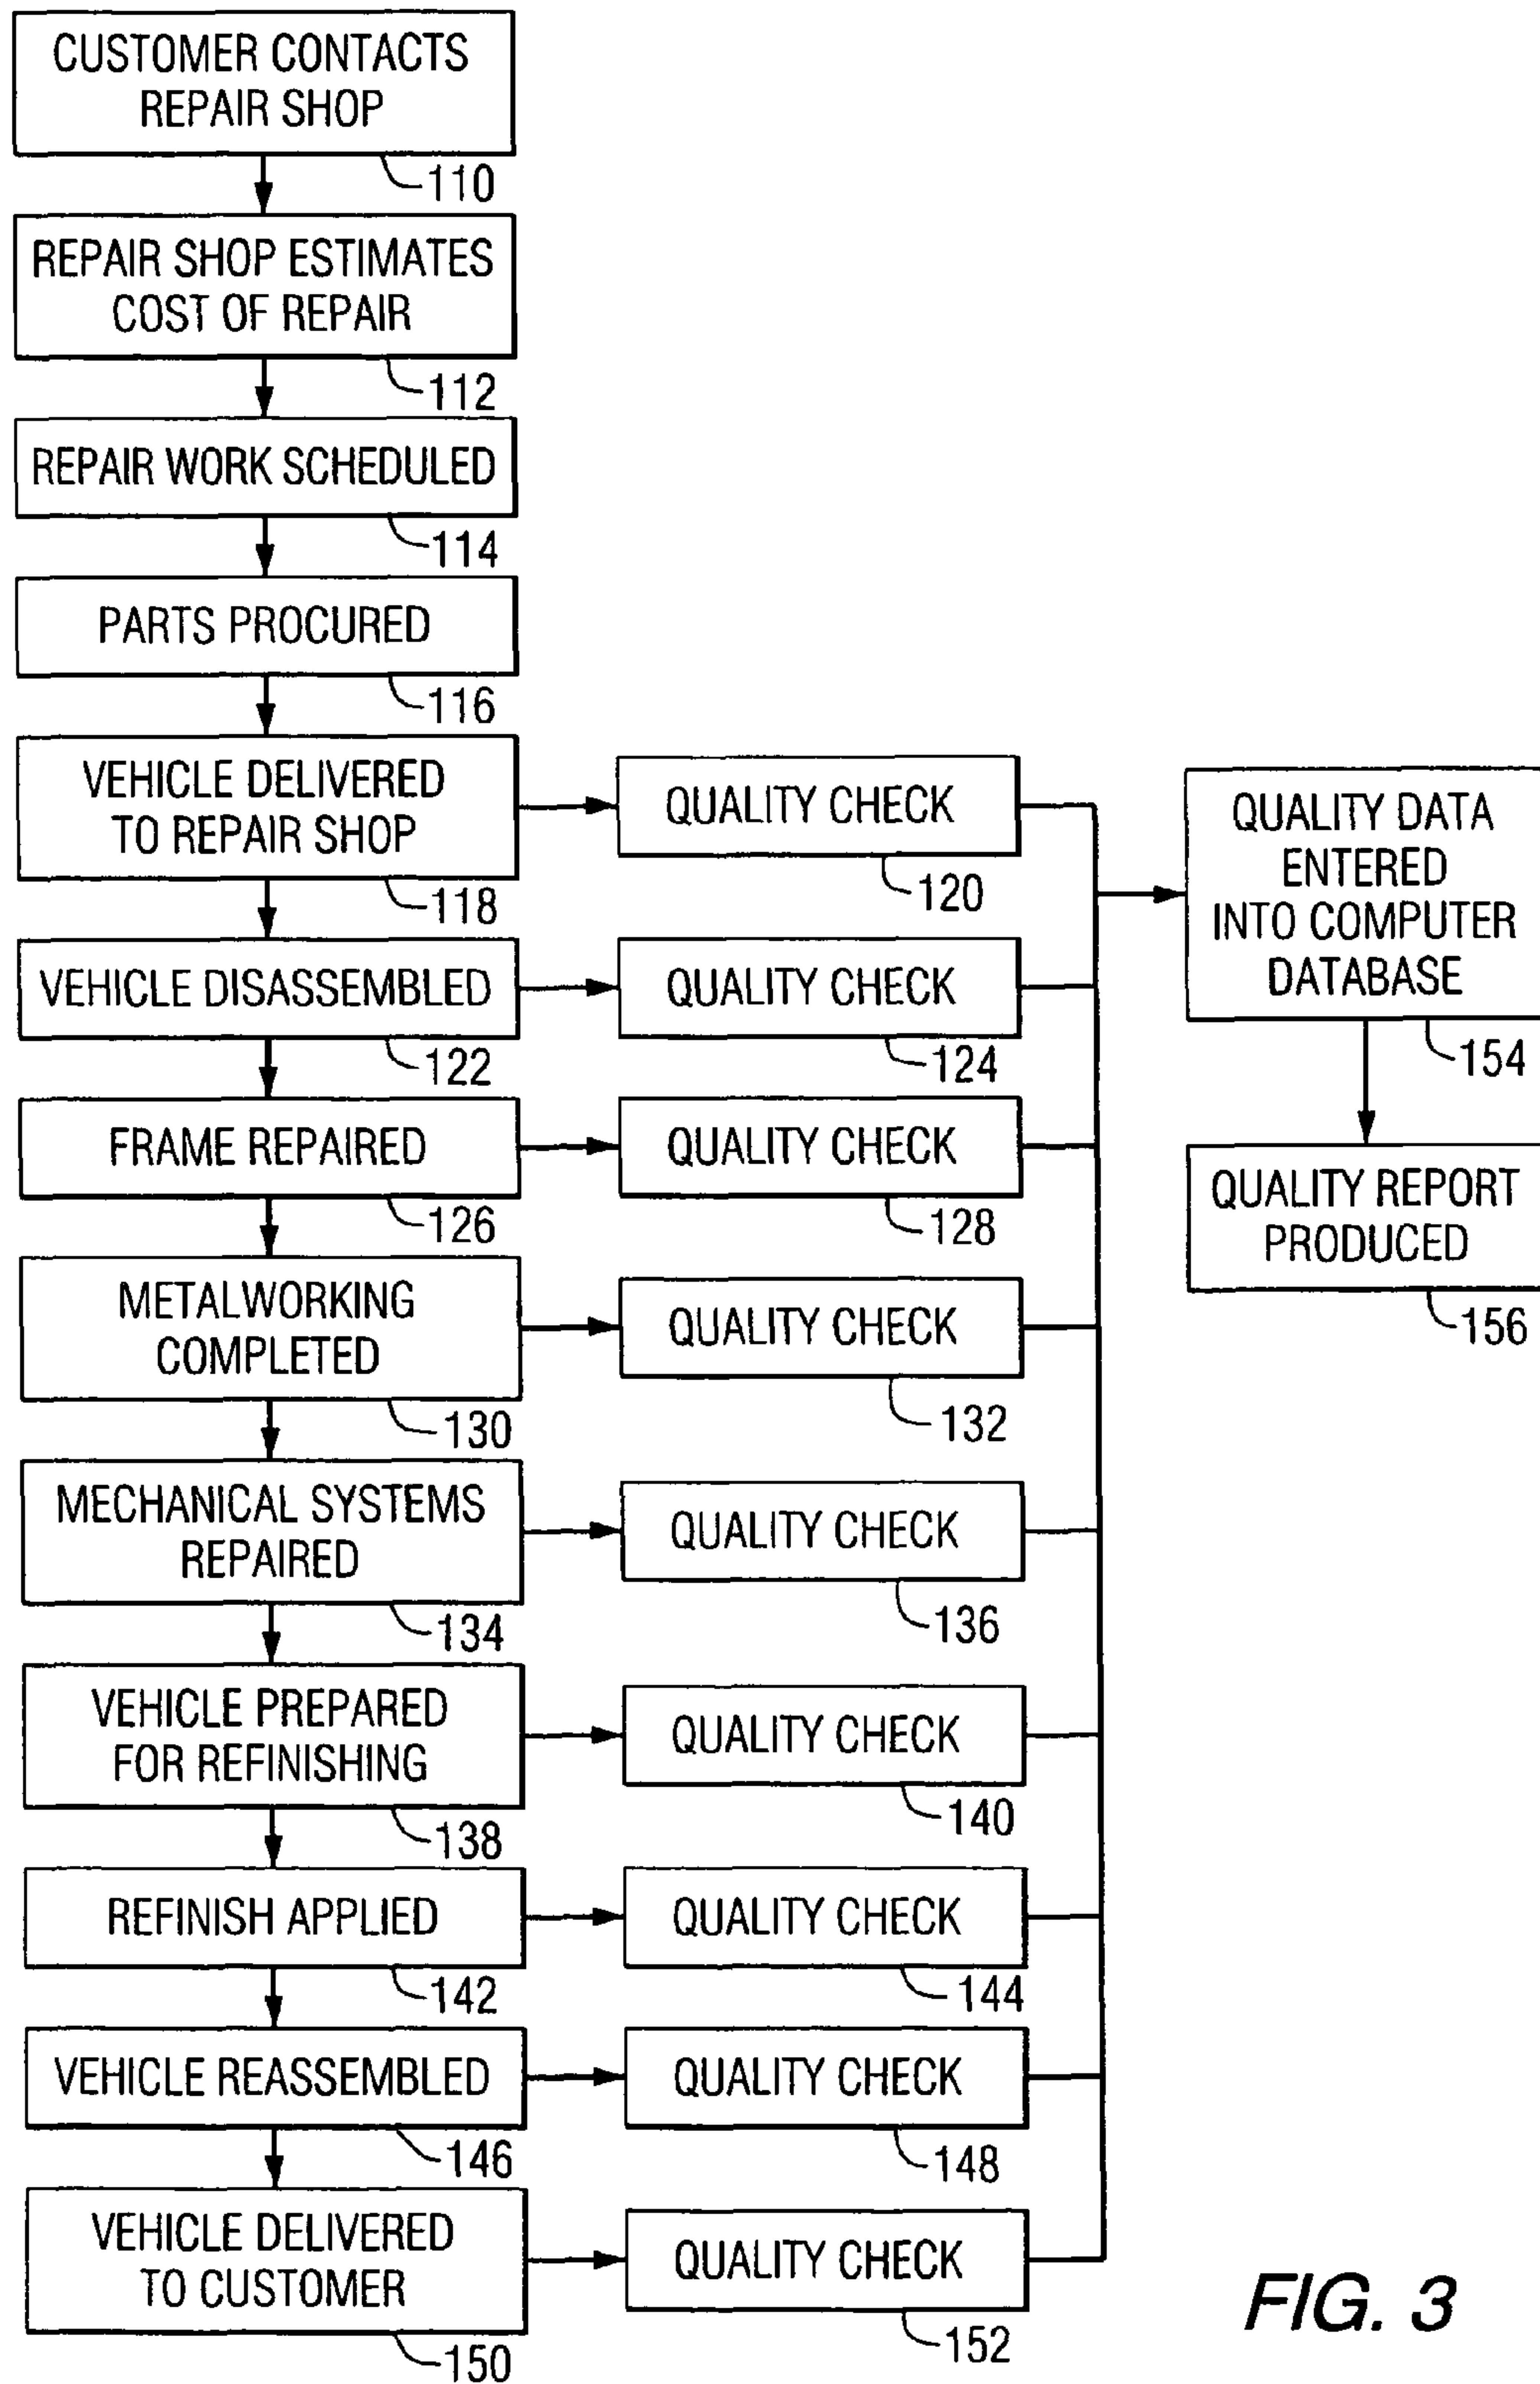 CUSTOMER CONTACTS
REPAIR SHOP
110
REPAIR SHOP ESTIMATES
COST OF REPAIR
112
REPAIR WORK SCHEDULED
114
PARTS PROCURED
116
VEHICLE DELIVERED
TO REPAIR SHOP
118
QUALITY CHECK
120
VEHICLE DISASSEMBLED
122
QUALITY CHECK
124
FRAME REPAIRED
126
QUALITY CHECK
128
METALWORKING
COMPLETED
130
QUALITY CHECK
132
MECHANICAL SYSTEMS
REPAIRED
134
QUALITY CHECK
136
VEHICLE PREPARED
FOR REFINISHING
138
QUALITY CHECK
140
REFINISH APPLIED
142
QUALITY CHECK
144
VEHICLE REASSEMBLED
146
QUALITY CHECK
148
VEHICLE DELIVERED
TO CUSTOMER
150
QUALITY CHECK
152
QUALITY DATA
ENTERED
INTO COMPUTER
DATABASE
154
QUALITY REPORT
PRODUCED
156
FIG. 3